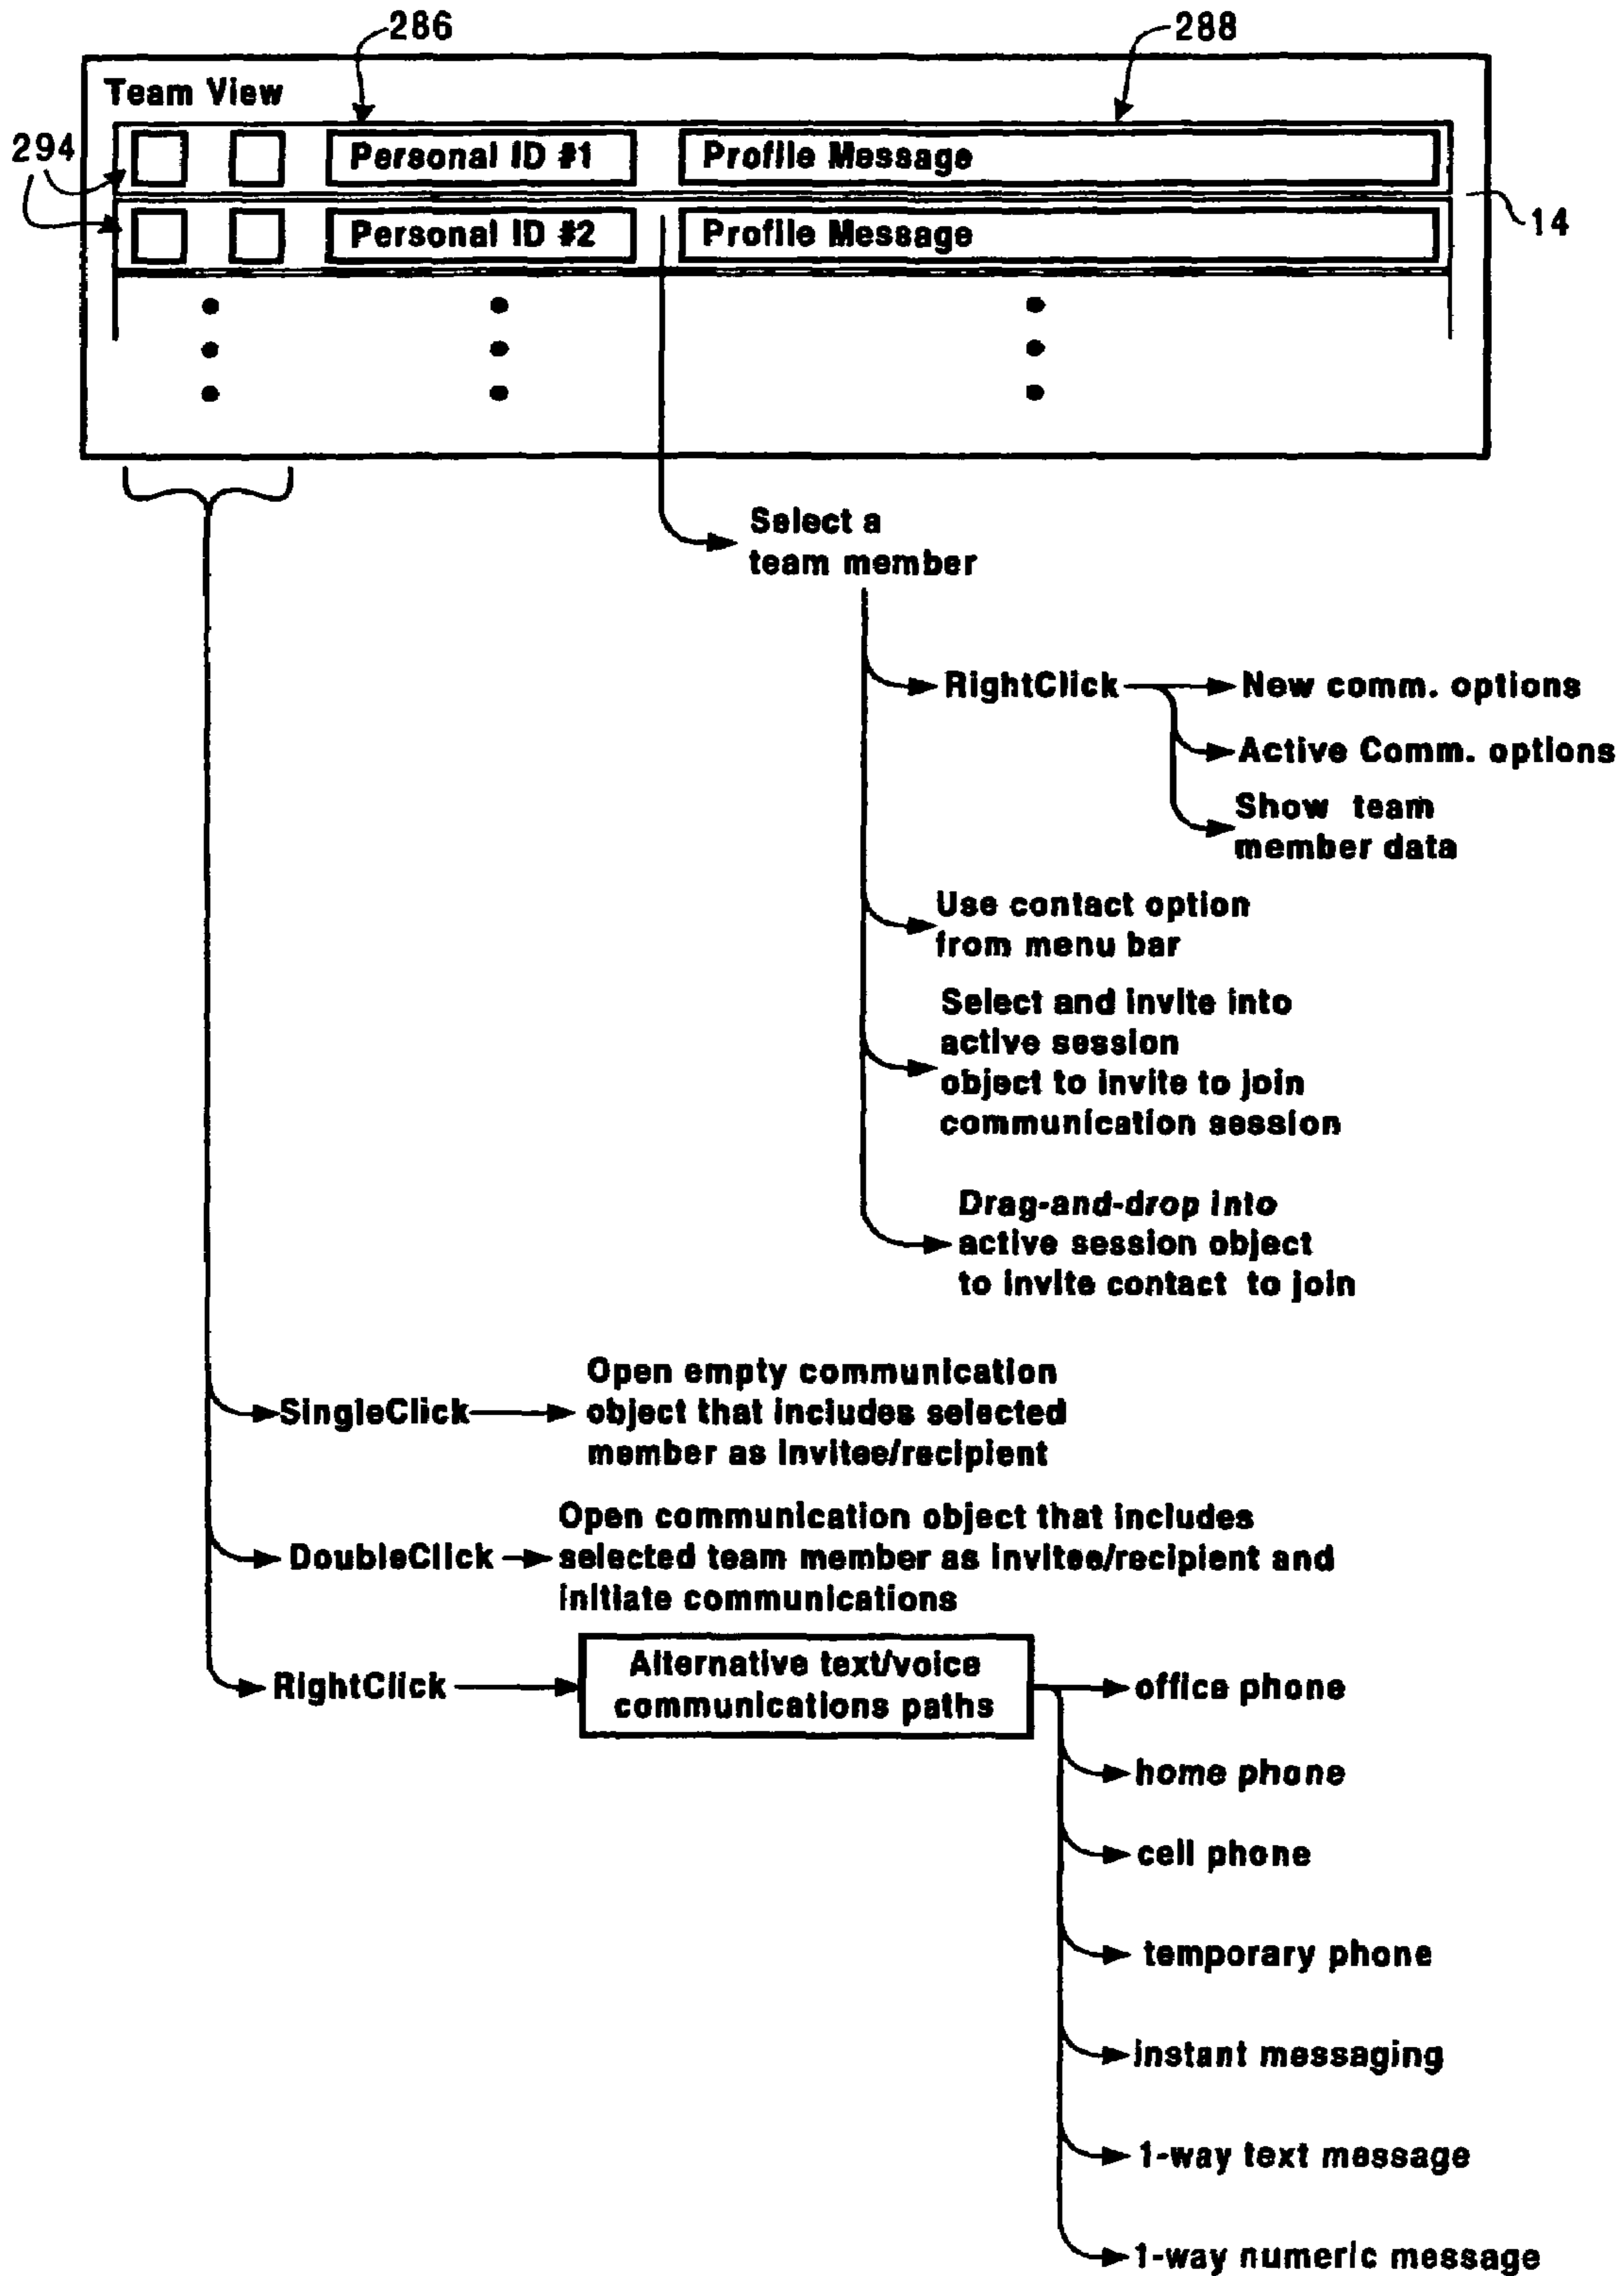 286
288
Team View
294
Personal ID #1
Profile Message
Personal ID #2
Profile Message
14
Select a
team member
RightClick
New comm. options
Active Comm. options
Show team
member data
Use contact option
from menu bar
Select and invite into
active session
object to invite to join
communication session
Drag-and-drop into
active session object
to invite contact to join
SingleClick
Open empty communication
object that includes selected
member as invitee/recipient
DoubleClick
Open communication object that includes
selected team member as invitee/recipient and
initiate communications
RightClick
Alternative text/voice
communications paths
office phone
home phone
cell phone
temporary phone
instant messaging
1-way text message
1-way numeric message